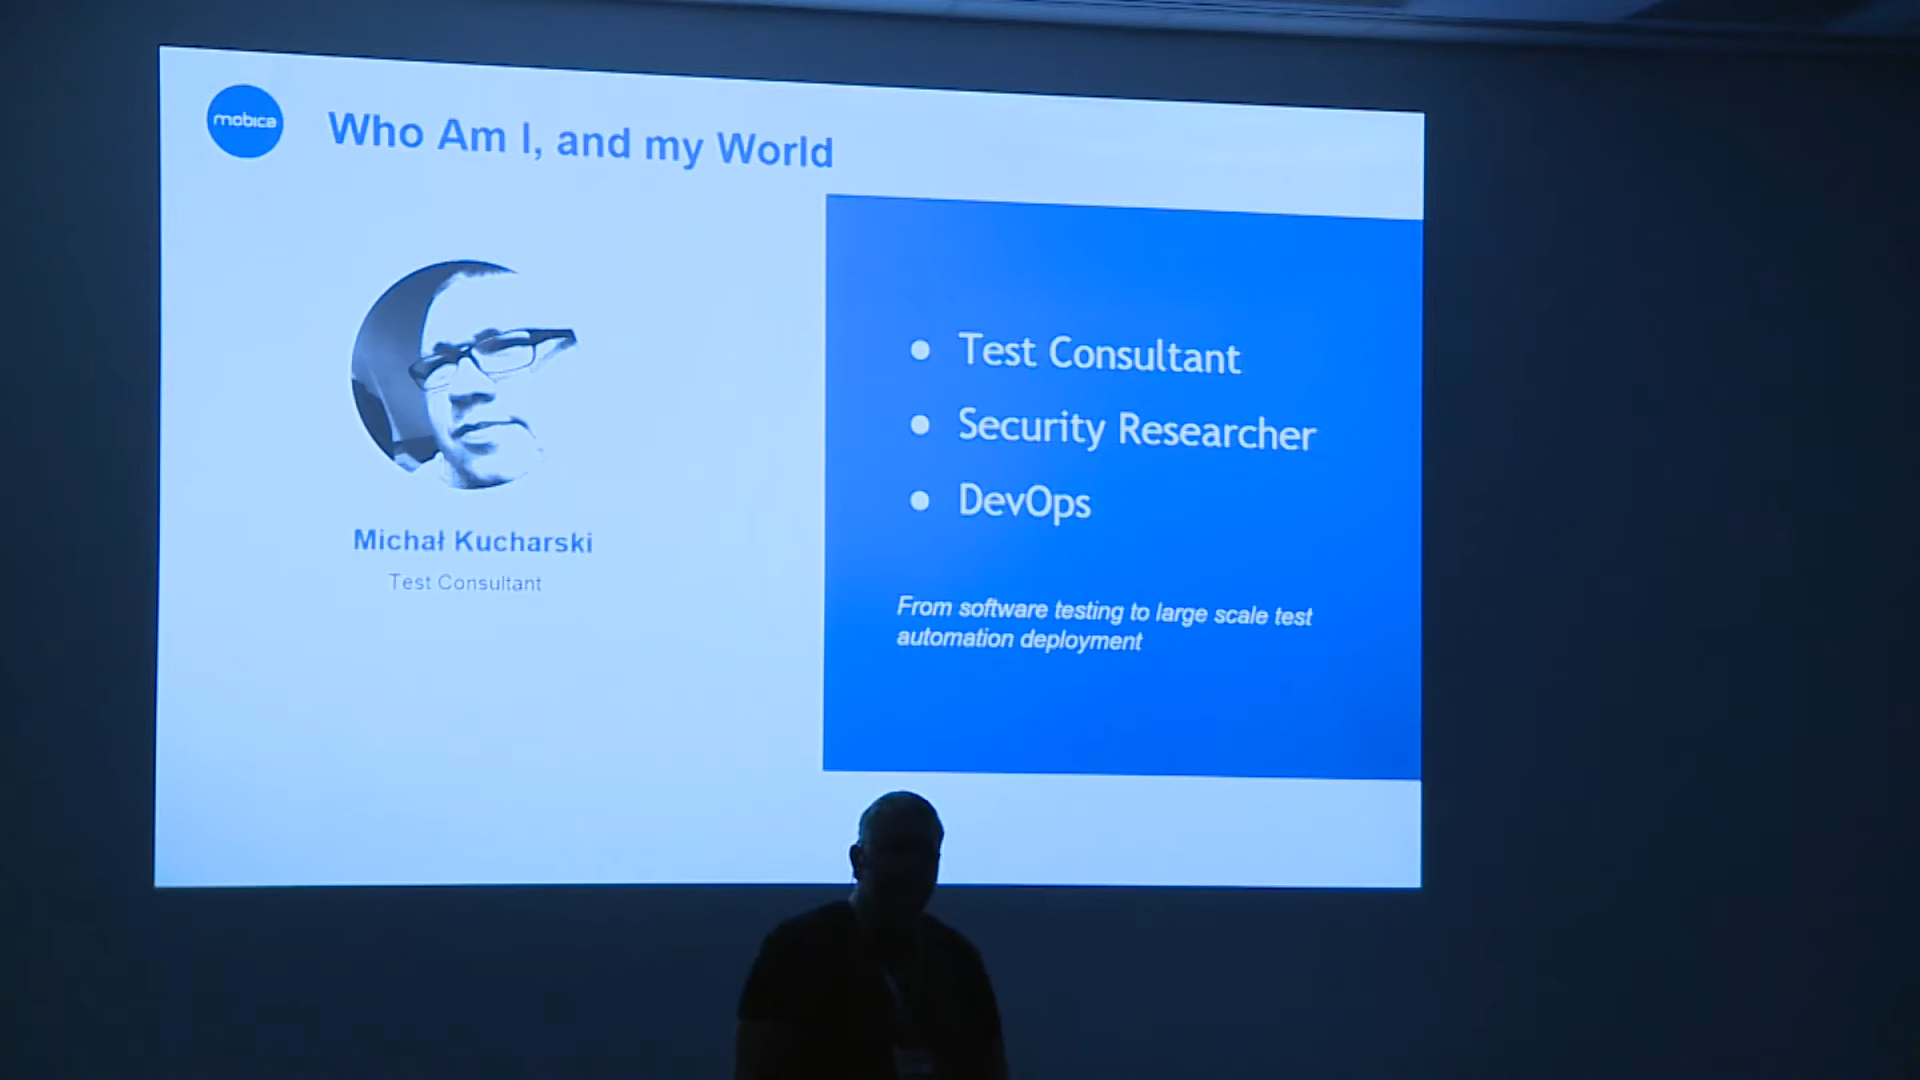 mobica
Who Am I, and my World
Michał Kucharski
Test Consultant
● Test Consultant
● Security Researcher
● DevOps
From software testing to large scale test
automation deployment